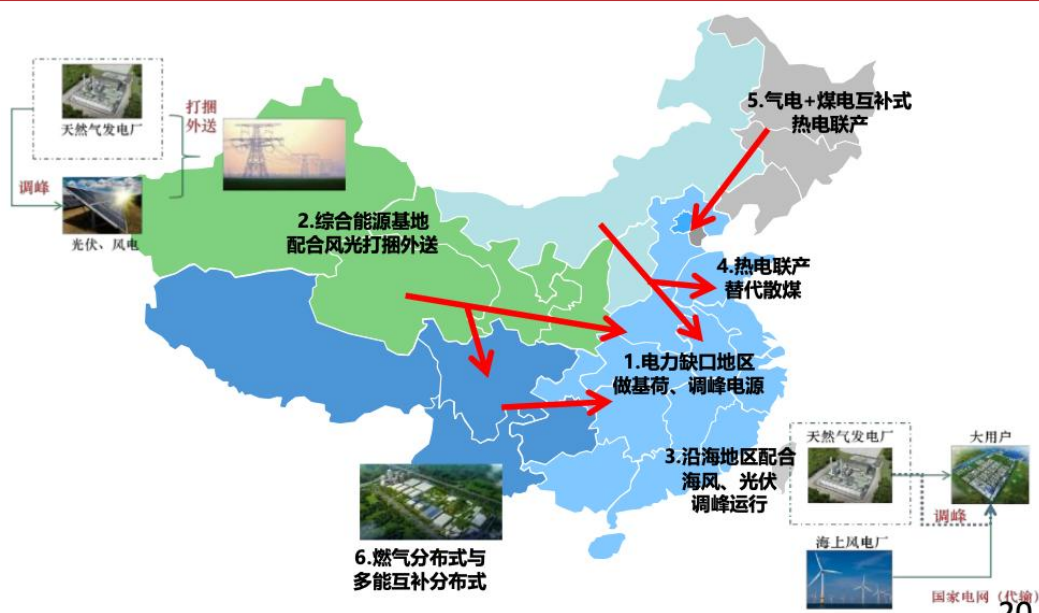 天然气发电厂
打捆
外送
调峰
光伏、风电
5.气电+煤电互补式
热电联产
2.综合能源基地
配合风光打捆外送
4.热电联产
替代散煤
1.电力缺口地区
做基荷、调峰电源
3.沿海地区配合
海风、光伏
调峰运行
天然气发电厂
大用户
调峰
海上风电厂
国家电网（代输）
6.燃气分布式与
多能互补分布式
20